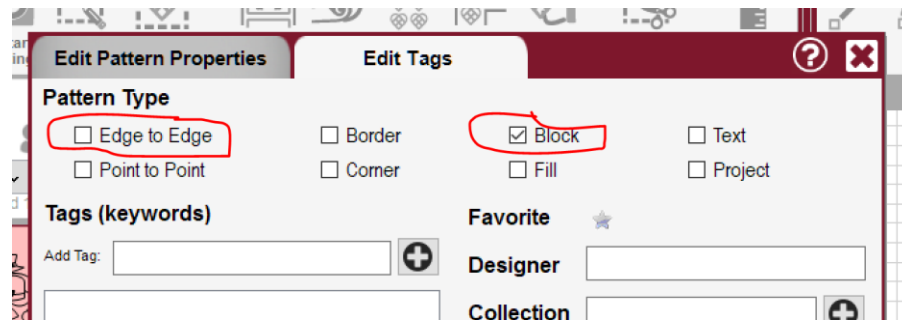 Edit Pattern Properties Edit Tags ?
Pattern Type
Edge to Edge Border Block Text
Point to Point Corner Fill Project
Tags (keywords) Favorite
Add Tag:
Designer
Collection